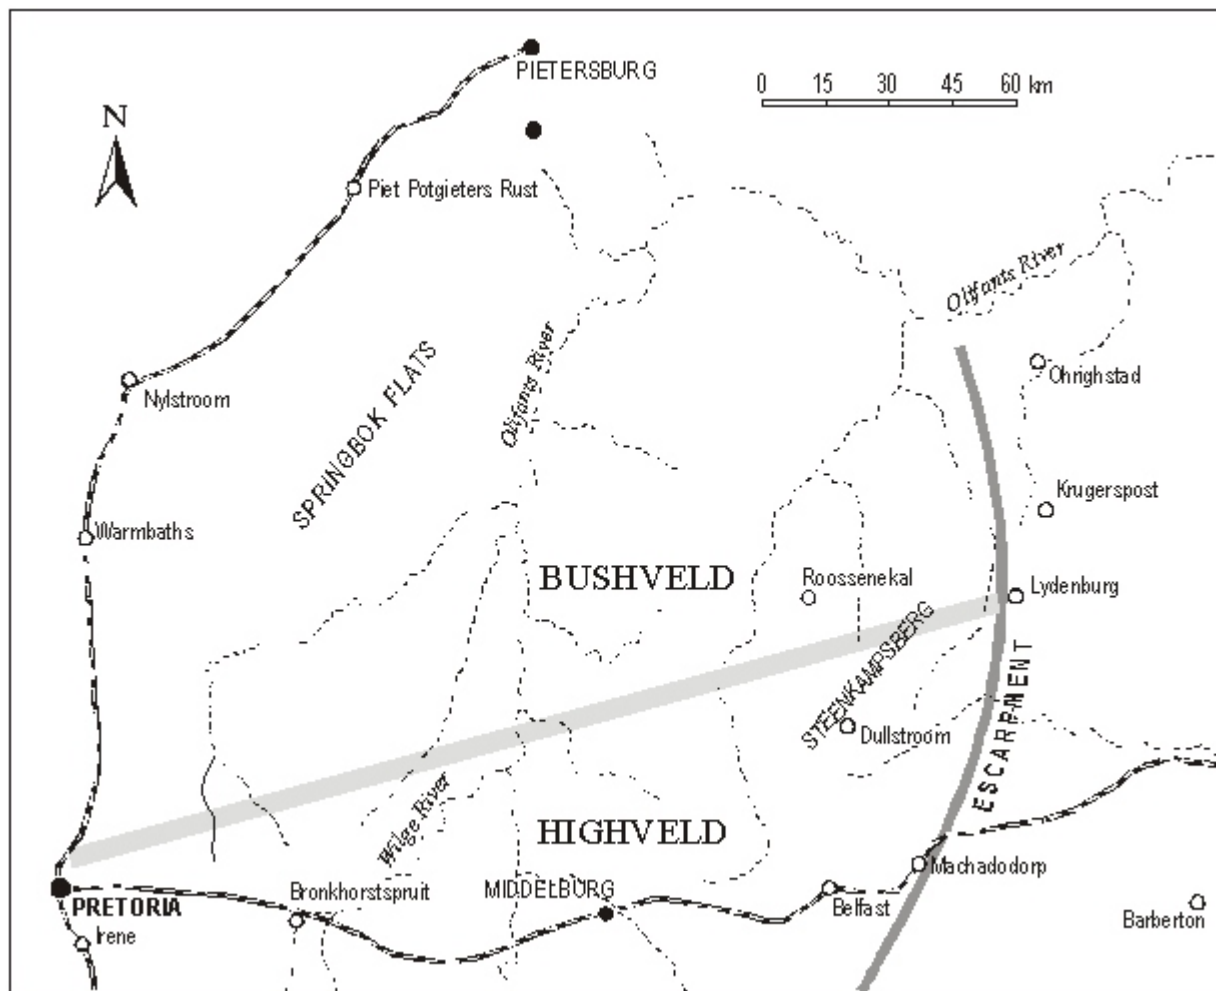 PIETERSBURG
0 15 30 45 60 km
N
Piet Potgieters Rust
Olifants River
Ohrighstad
Nylstroom
SPRINGBOK FLATS
Olifants River
Krugerspost
Warmbaths
BUSHVELD
Roossenekal
Lydenburg
STEENKAMPSBERG
ESCARPMENT
Dullstroom
Wilge River
HIGHVELD
Machadodorp
Bronkhorstspruit
MIDDELBURG
PRETORIA
Belfast
Barberton
Irene